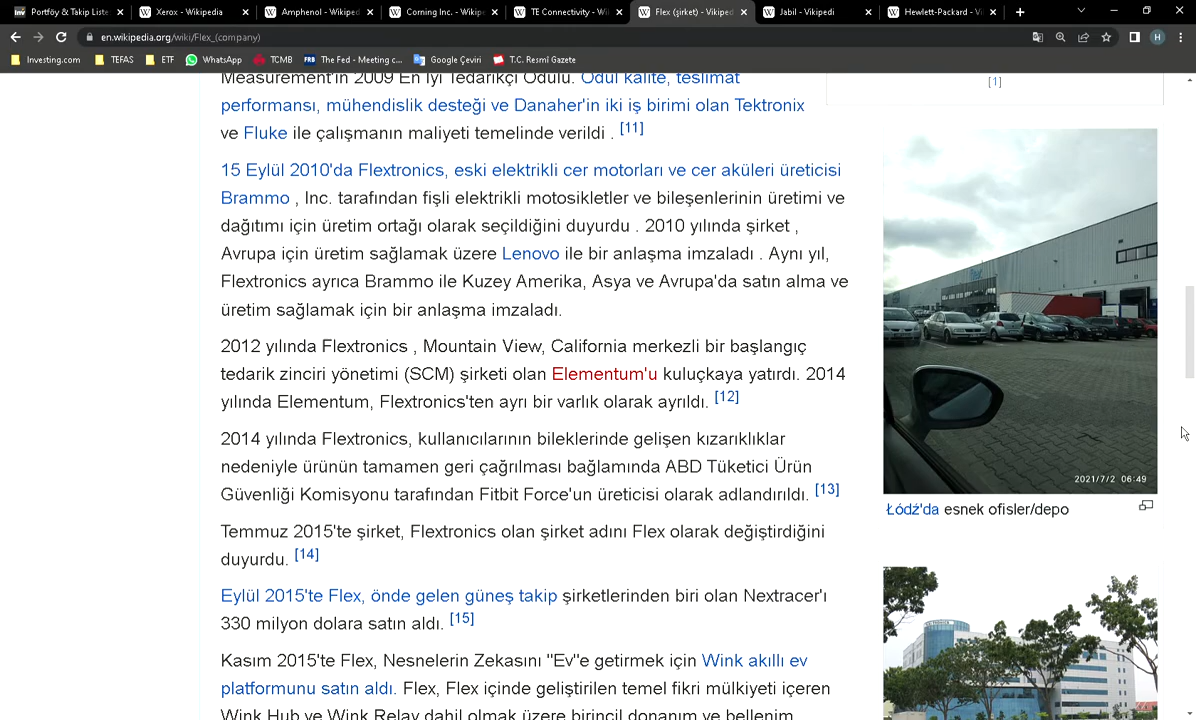 Portföy & Takip Liste
Xerox - Wikipedia
Amphenol - Wikiped
Corning Inc. - Wikipe
TE Connectivity - Wi
Flex (şirket) - Vikiped
Jabil - Vikipedi
Hewlett-Packard - Vi
en.wikipedia.org/wiki/Flex_(company)
H
Investing.com
TEFAS
ETF
WhatsApp
TCMB
FRB
The Fed - Meeting c...
Google Çeviri
T.C. Resmî Gazete
Measurement'ın 2009 En İyi Tedarikçi Ödülü. Ödül kalite, teslimat
performansı, mühendislik desteği ve Danaher'in iki iş birimi olan Tektronix
ve Fluke ile çalışmanın maliyeti temelinde verildi . [11]
15 Eylül 2010'da Flextronics, eski elektrikli cer motorları ve cer aküleri üreticisi
Brammo , Inc. tarafından fişli elektrikli motosikletler ve bileşenlerinin üretimi ve
dağıtımı için üretim ortağı olarak seçildiğini duyurdu . 2010 yılında şirket ,
Avrupa için üretim sağlamak üzere Lenovo ile bir anlaşma imzaladı . Aynı yıl,
Flextronics ayrıca Brammo ile Kuzey Amerika, Asya ve Avrupa'da satın alma ve
üretim sağlamak için bir anlaşma imzaladı.
2012 yılında Flextronics , Mountain View, California merkezli bir başlangıç
tedarik zinciri yönetimi (SCM) şirketi olan Elementum'u kuluçkaya yatırdı. 2014
yılında Elementum, Flextronics'ten ayrı bir varlık olarak ayrıldı. [12]
2014 yılında Flextronics, kullanıcılarının bileklerinde gelişen kızarıklıklar
nedeniyle ürünün tamamen geri çağrılması bağlamında ABD Tüketici Ürün
Güvenliği Komisyonu tarafından Fitbit Force'un üreticisi olarak adlandırıldı. [13]
Temmuz 2015'te şirket, Flextronics olan şirket adını Flex olarak değiştirdiğini
duyurdu. [14]
Eylül 2015'te Flex, önde gelen güneş takip şirketlerinden biri olan Nextracer'ı
330 milyon dolara satın aldı. [15]
Kasım 2015'te Flex, Nesnelerin Zekasını "Ev"e getirmek için Wink akıllı ev
platformunu satın aldı. Flex, Flex içinde geliştirilen temel fikri mülkiyeti içeren
Wink Hub ve Wink Relay dahil olmak üzere birincil donanım ve bellenim
[1]
2021/7/2 06:49
Łódź'da esnek ofisler/depo